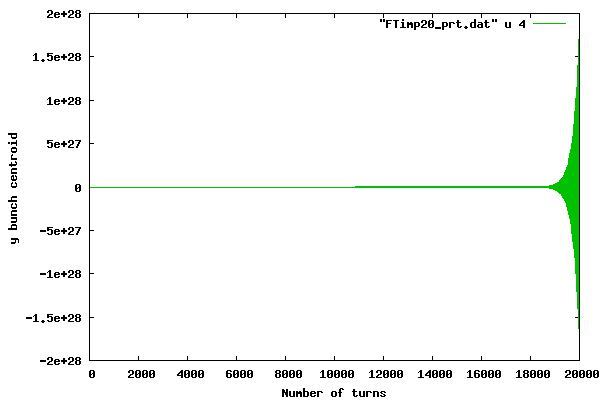 "FTimp20_prt.dat" u 4
2e+28
1.5e+28
1e+28
5e+27
0
-5e+27
-1e+28
-1.5e+28
-2e+28
y bunch centroid
0 2000 4000 6000 8000 10000 12000 14000 16000 18000 20000
Number of turns